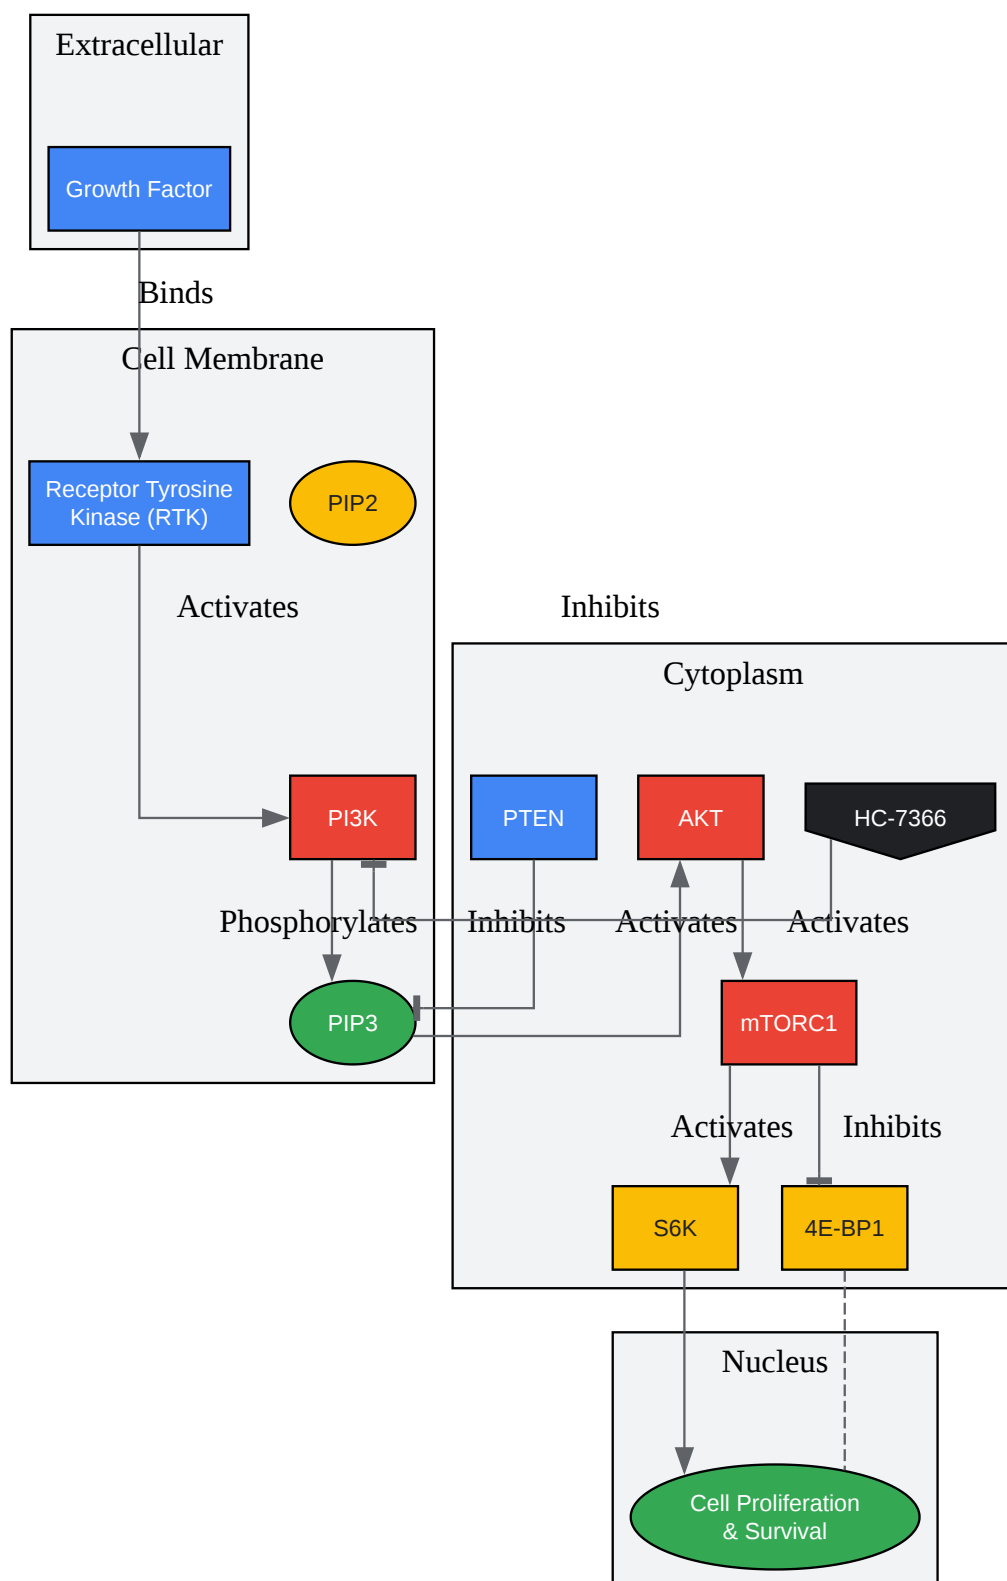 Extracellular
Growth Factor
Binds
Cell Membrane
Receptor Tyrosine
Kinase (RTK)
PIP2
Activates
Inhibits
Cytoplasm
PI3K
PTEN
AKT
HC-7366
Phosphorylates
Inhibits
Activates
Activates
PIP3
mTORC1
Activates
Inhibits
S6K
4E-BP1
Nucleus
Cell Proliferation
& Survival